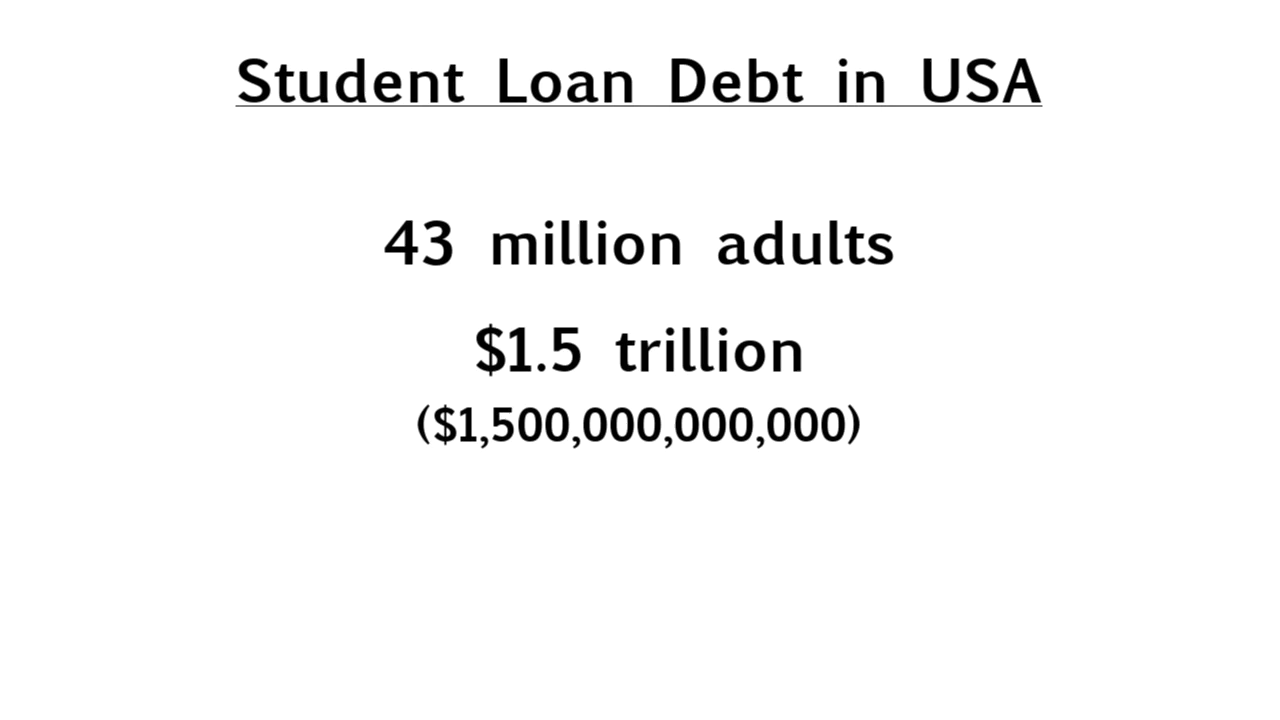 Student Loan Debt in USA
43 million adults
$1.5 trillion
($1,500,000,000,000)